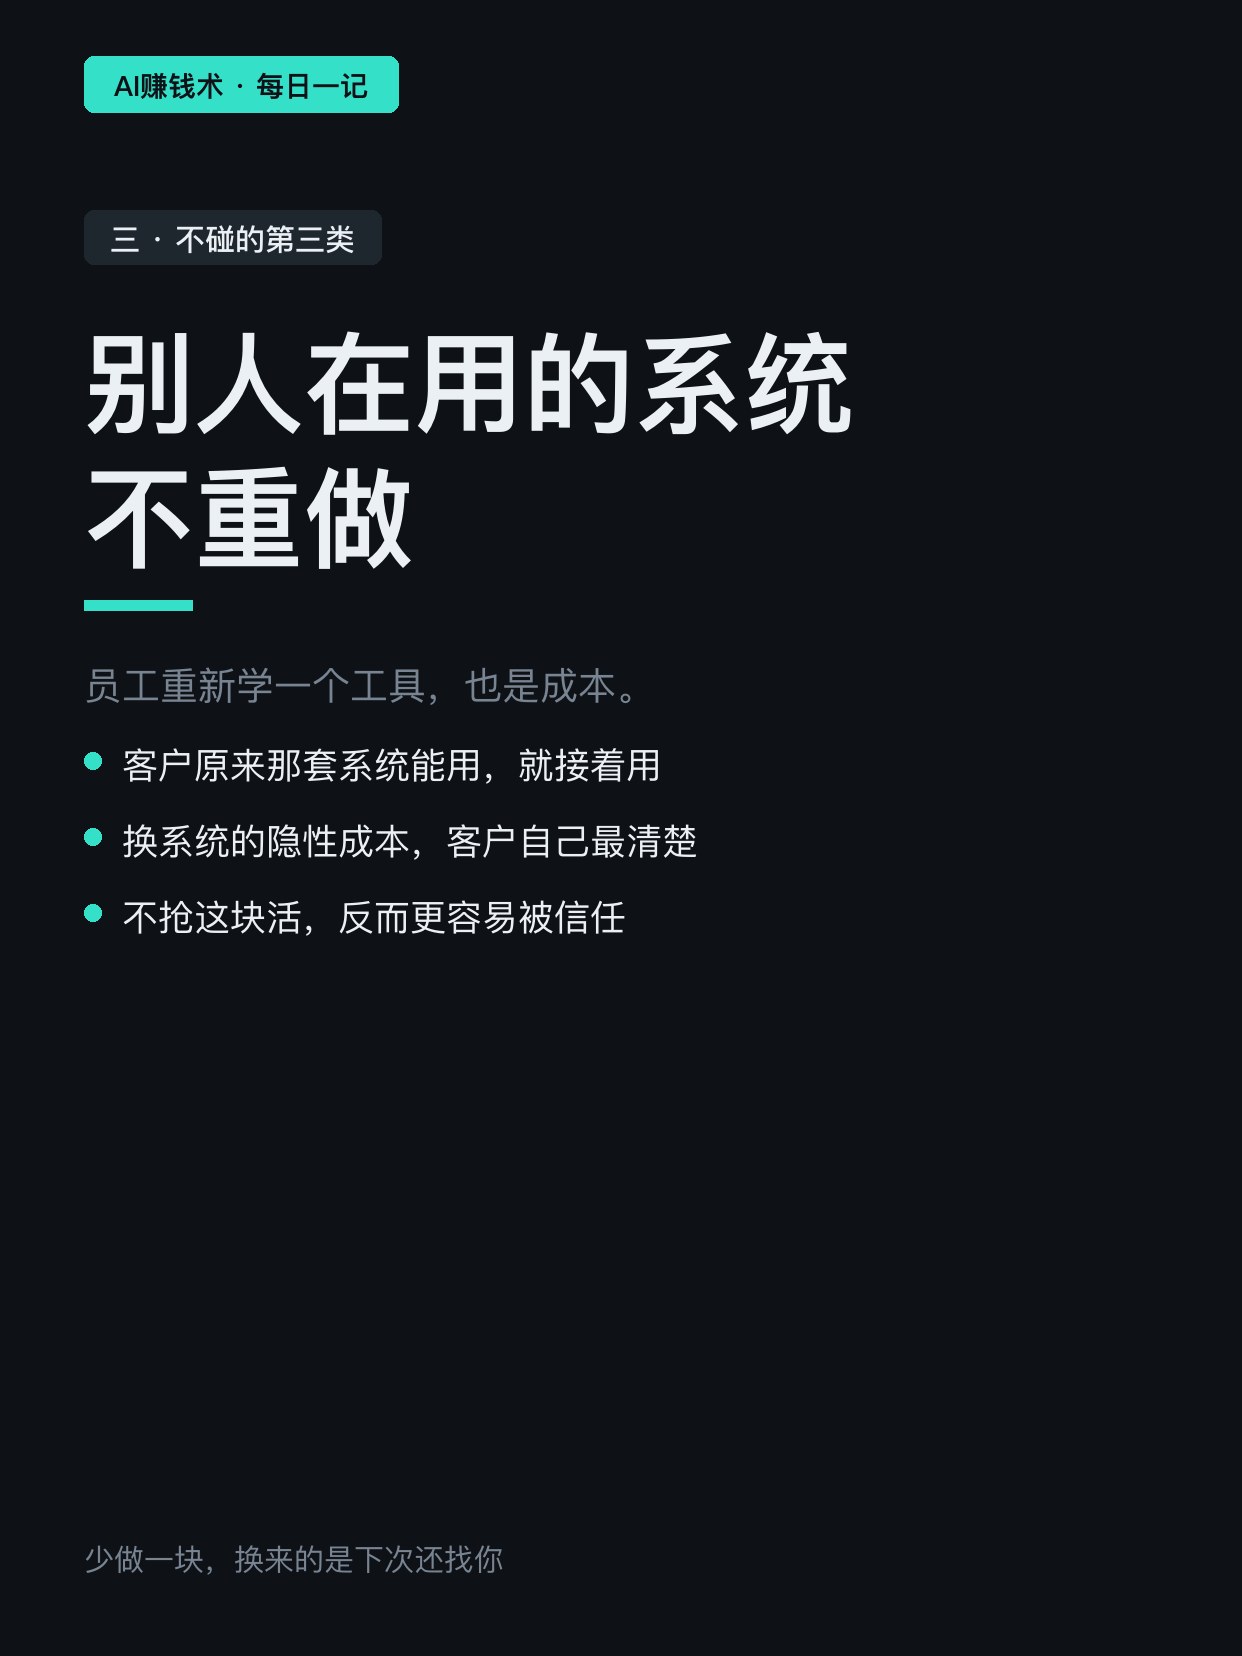 AI赚钱术 · 每日一记
三 · 不碰的第三类
别人在用的系统
不重做
员工重新学一个工具，也是成本。
客户原来那套系统能用，就接着用
换系统的隐性成本，客户自己最清楚
不抢这块活，反而更容易被信任
少做一块，换来的是下次还找你